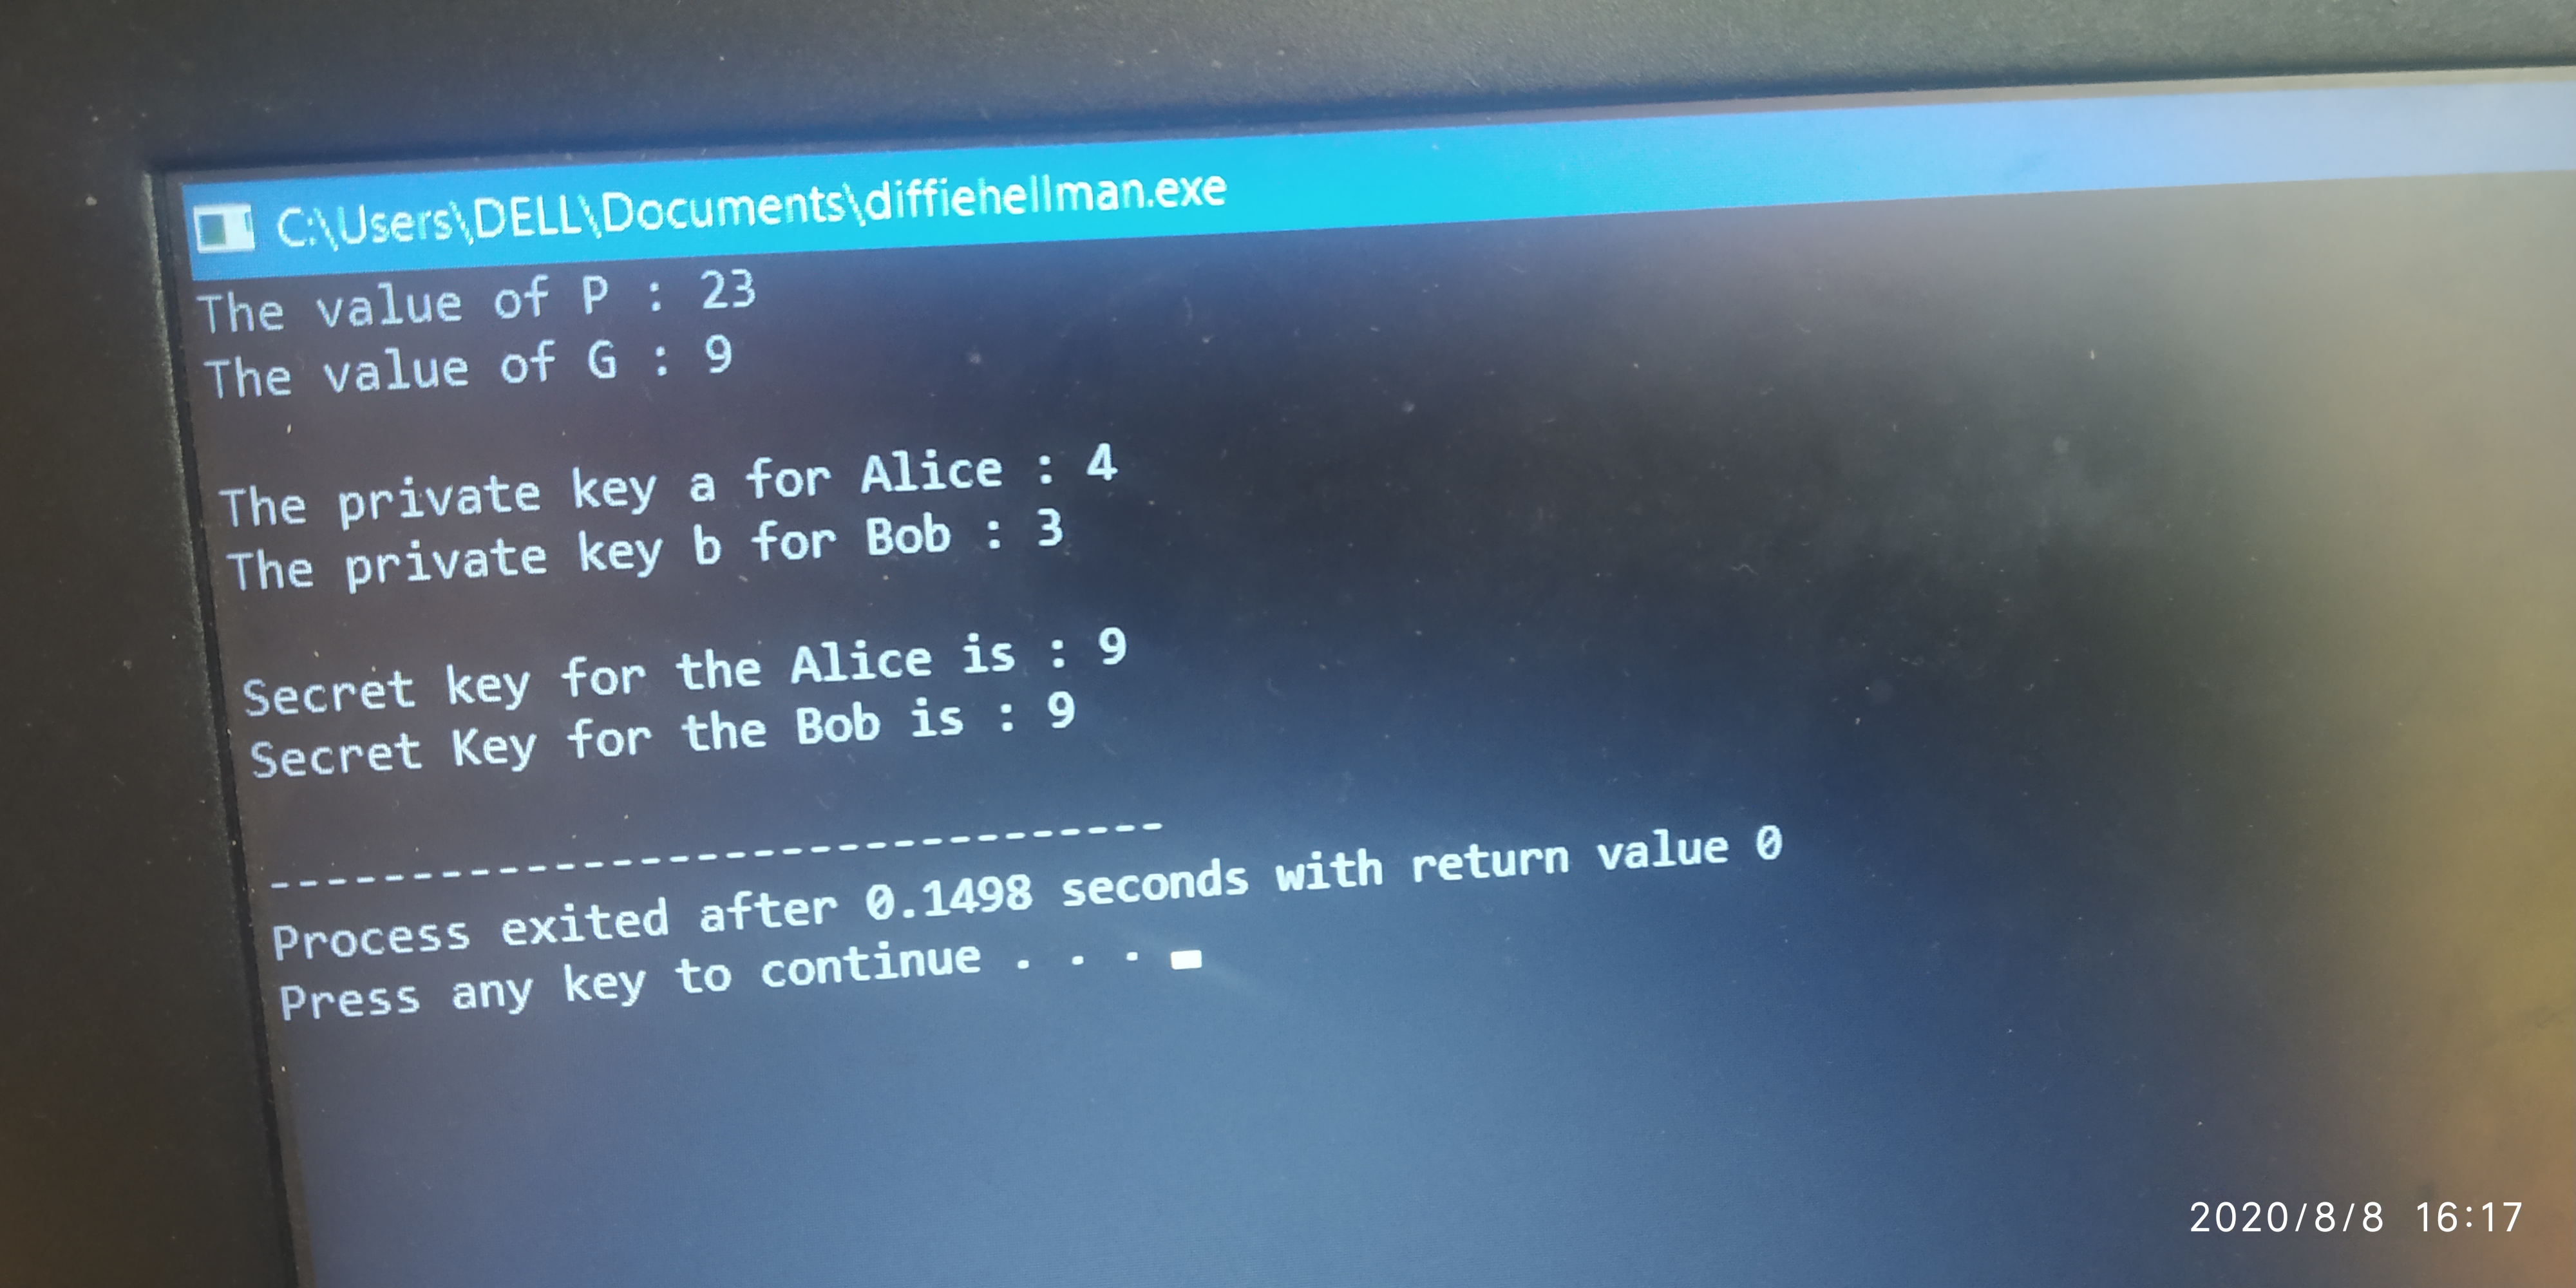 C:\Users\DELL\Documents\diffiehellman.exe
The value of P : 23
The value of G : 9
The private key a for Alice : 4
The private key b for Bob : 3
Secret key for the Alice is : 9
Secret Key for the Bob is : 9
--------------------------------
Process exited after 0.1498 seconds with return value 0
Press any key to continue . . .
2020/8/8 16:17